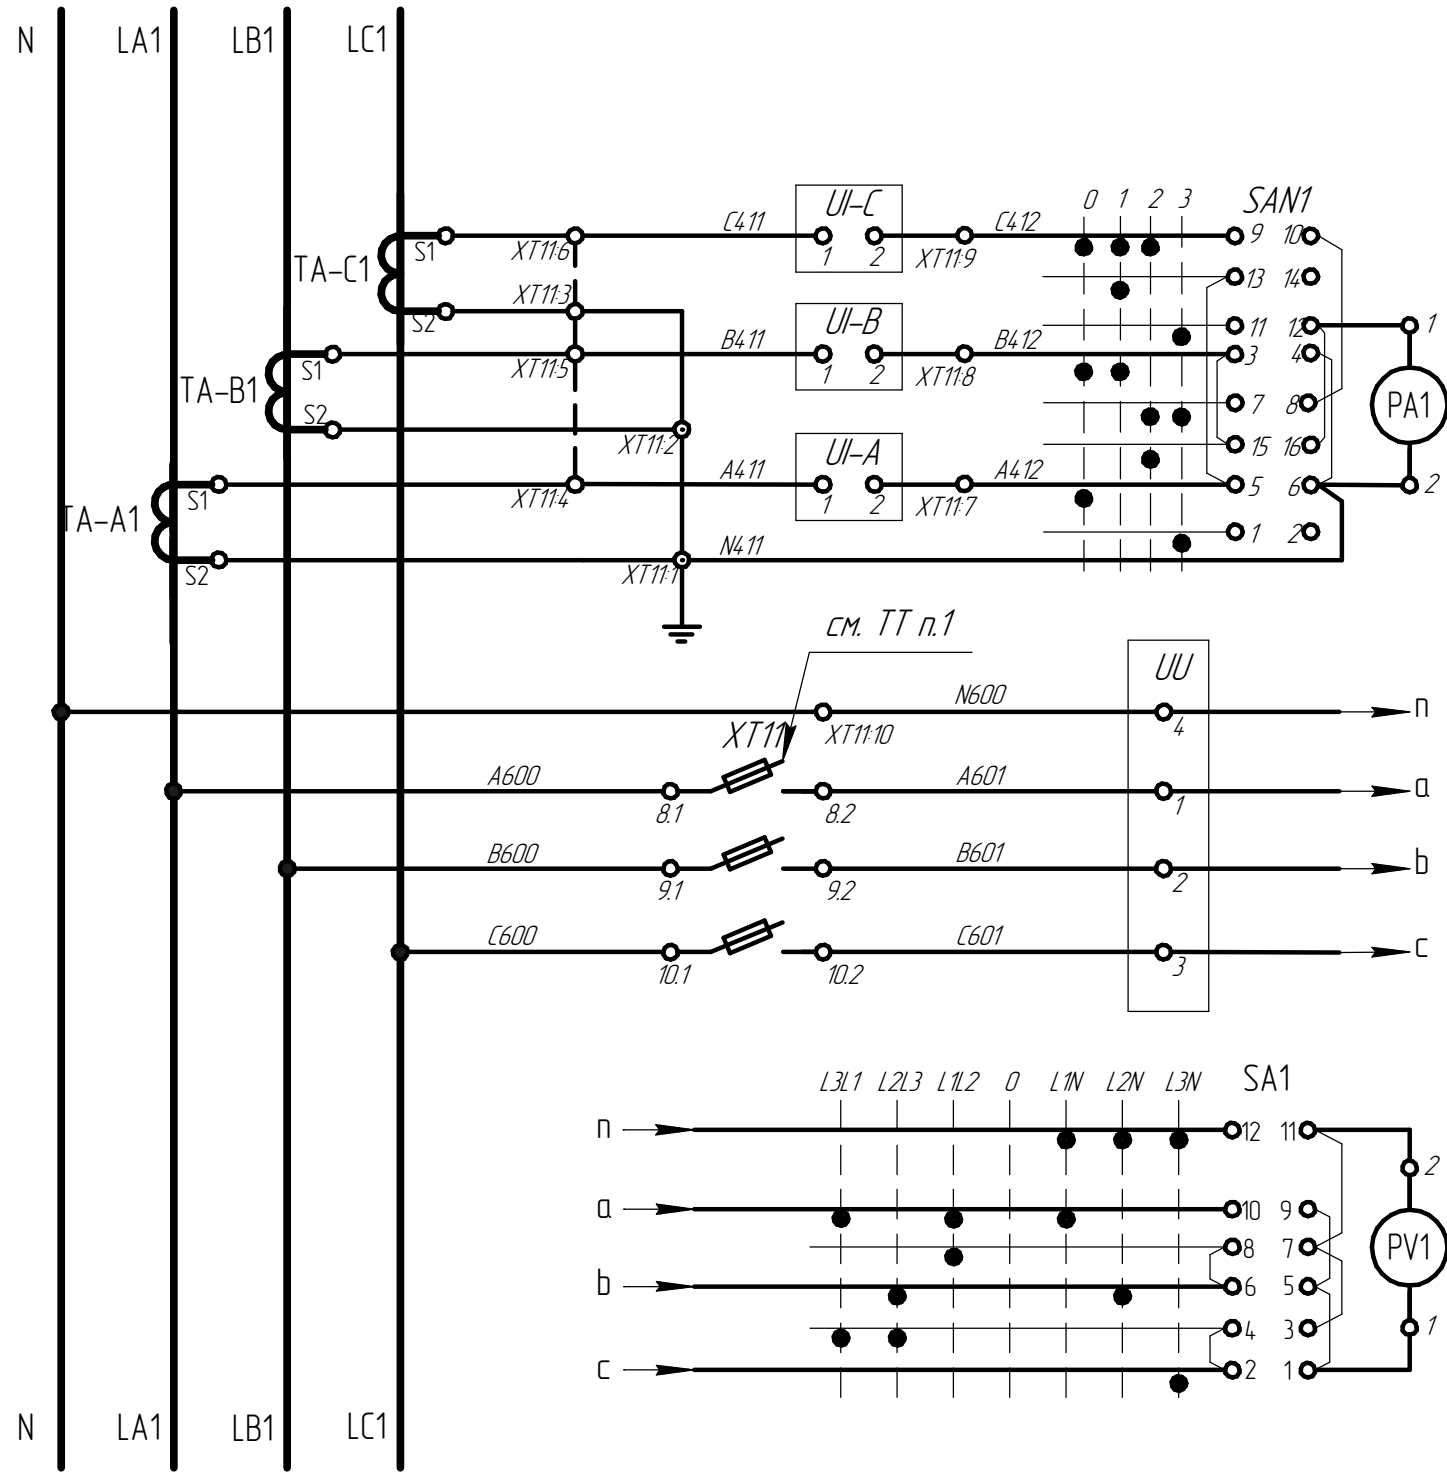 N LA1 LB1 LC1
0 1 2 3 SAN1
C411 UI-C C412
S1 XT11:6 1 2 XT11:9 9 10
TA-C1 13 14
XT11:3
S2 11 12 1
B411 UI-B B412
S1 XT11:5 1 2 XT11:8 3 4
TA-B1 7 8 PA1
S2
XT11:2 15 16
A411 UI-A A412
S1 XT11:4 1 2 XT11:7 5 6 2
TA-A1
1 2
N411
S2 XT11:1
см. ТТ п.1
UU
N600 n
XT11 XT11:10 4
A600 A601 a
8.1 8.2 1
B600 B601 b
9.1 9.2 2
C600 C601 c
10.1 10.2 3
L3L1 L2L3 L1L2 0 L1N L2N L3N SA1
n 12 11
2
a 10 9
8 7 PV1
b 6 5
4 3 1
c 2 1
N LA1 LB1 LC1